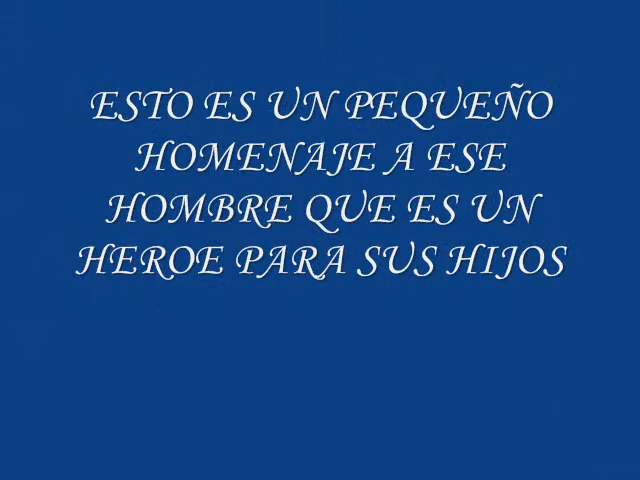 ESTO ES UN PEQUEÑO
HOMENAJE A ESE
HOMBRE QUE ES UN
HEROE PARA SUS HIJOS